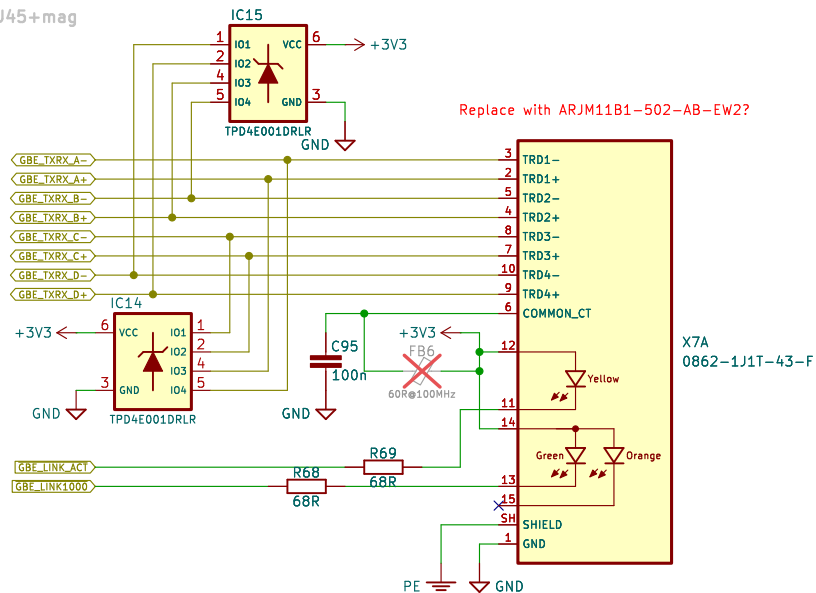 J45+mag
IC15
1 IO1 VCC 6 +3V3
2 IO2
4 IO3
5 IO4 GND 3
TPD4E001DRLR
GND
Replace with ARJM11B1-502-AB-EW2?
GBE_TXRX_A- 3 TRD1-
GBE_TXRX_A+ 2 TRD1+
GBE_TXRX_B- 5 TRD2-
GBE_TXRX_B+ 4 TRD2+
GBE_TXRX_C- 8 TRD3-
GBE_TXRX_C+ 7 TRD3+
GBE_TXRX_D- 10 TRD4-
GBE_TXRX_D+ 9 TRD4+
IC14
6 COMMON_CT
+3V3 6 VCC IO1 1
IO2 2
IO3 4
3 GND IO4 5
GND
TPD4E001DRLR
C95
100n
GND
+3V3
FB6
60R@100MHz
12
Yellow
11
14
Green Orange
X7A
0862-1J1T-43-F
GBE_LINK_ACT R69
68R
GBE_LINK1000 R68
68R
13
15
SH SHIELD
1 GND
PE GND